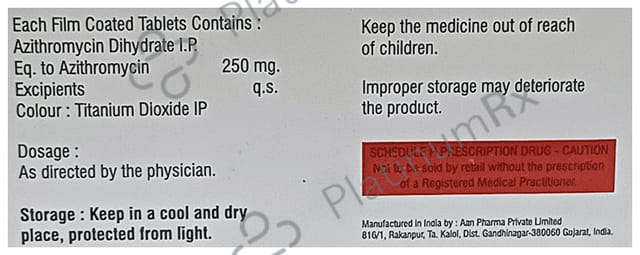 Each Film Coated Tablets Contains :
Azithromycin Dihydrate I.P.
Eq. to Azithromycin 250 mg.
Excipients q.s.
Colour : Titanium Dioxide IP
Dosage :
As directed by the physician.
Storage : Keep in a cool and dry
place, protected from light.
Keep the medicine out of reach
of children.
Improper storage may deteriorate
the product.
SCHEDULE H PRESCRIPTION DRUG - CAUTION
Not to be sold by retail without the prescription
of a Registered Medical Practitioner.
Manufactured in India by : Aan Pharma Private Limited
816/1, Rakanpur, Ta. Kalol, Dist. Gandhinagar-380060 Gujarat, India.
PlatinumRx